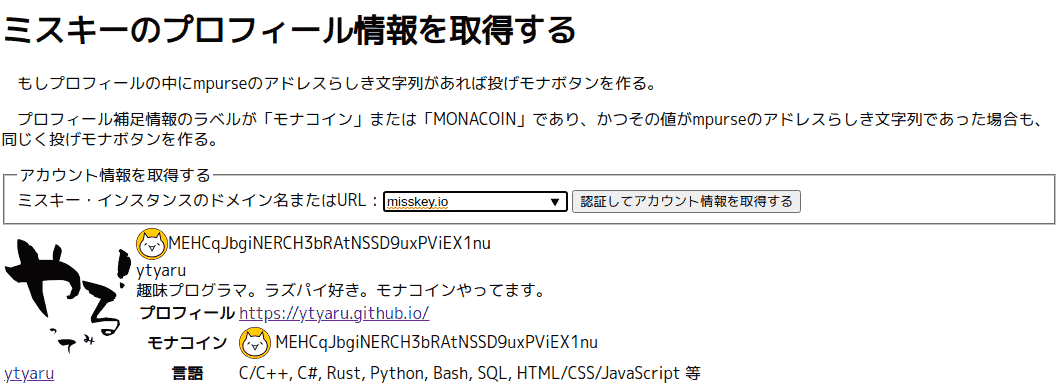 ミスキーのプロフィール情報を取得する
もしプロフィールの中にmpurseのアドレスらしき文字列があれば投げモナボタンを作る。
プロフィール補足情報のラベルが「モナコイン」または「MONACOIN」であり、かつその値がmpurseのアドレスらしき文字列であった場合も、
同じく投げモナボタンを作る。
アカウント情報を取得する
ミスキー・インスタンスのドメイン名またはURL：misskey.io ▼ 認証してアカウント情報を取得する
やる!
ってみ
MEHCqJbgiNERCH3bRAtNSSD9uxPViEX1nu
ytyaru
趣味プログラマ。ラズパイ好き。モナコインやってます。
プロフィール https://ytyaru.github.io/
モナコイン MEHCqJbgiNERCH3bRAtNSSD9uxPViEX1nu
ytyaru 言語 C/C++, C#, Rust, Python, Bash, SQL, HTML/CSS/JavaScript 等